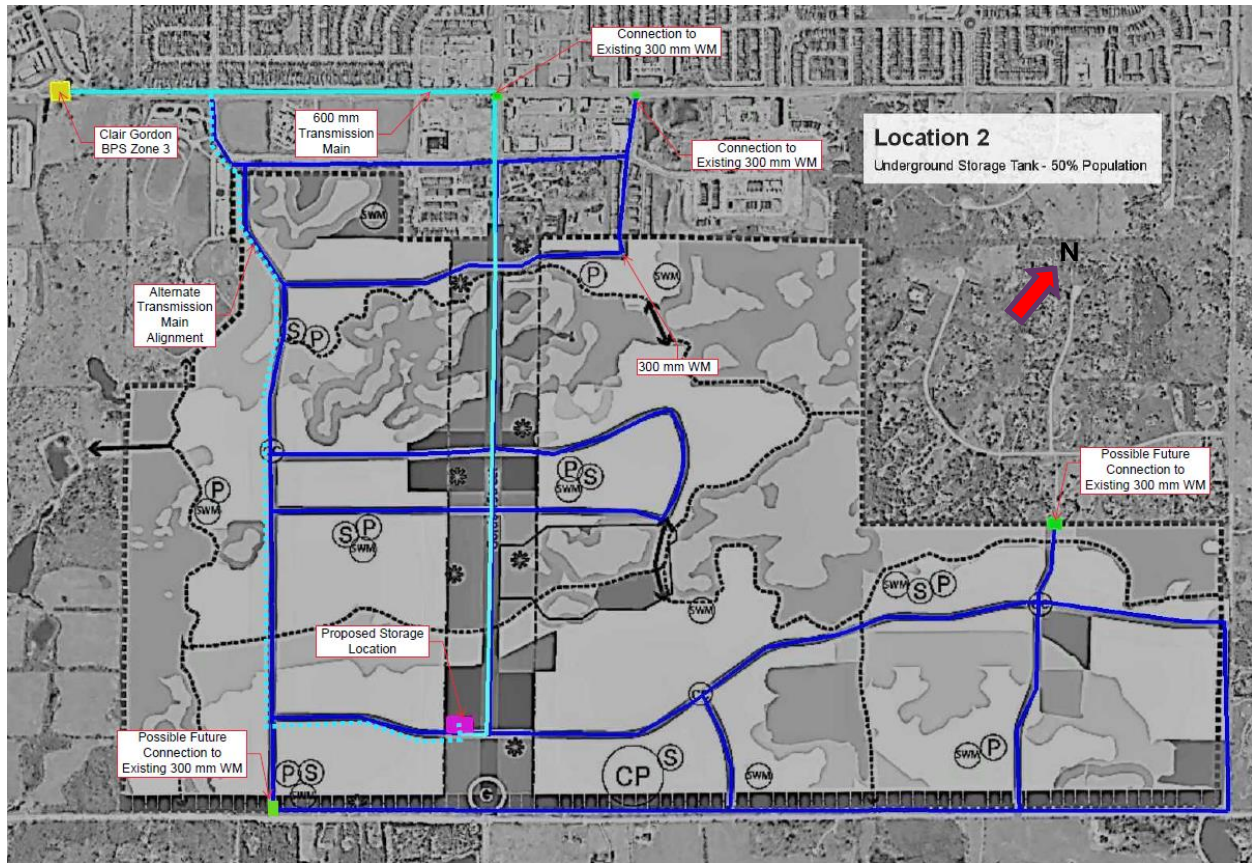 Connection to
Existing 300 mm WM
Clair Gordon
BPS Zone 3
600 mm
Transmission
Main
Connection to
Existing 300 mm WM
Location 2
Underground Storage Tank - 50% Population
SWM
N
P
SWM
Alternate
Transmission
Main
Alignment
S
P
300 mm WM
Possible Future
Connection to
Existing 300 mm WM
P
SWM
P
S
SWM
S
P
SWM
SWM
S
P
SWM
Proposed Storage
Location
CP
Possible Future
Connection to
Existing 300 mm WM
P
S
SWM
G
CP
S
SWM
SWM
P